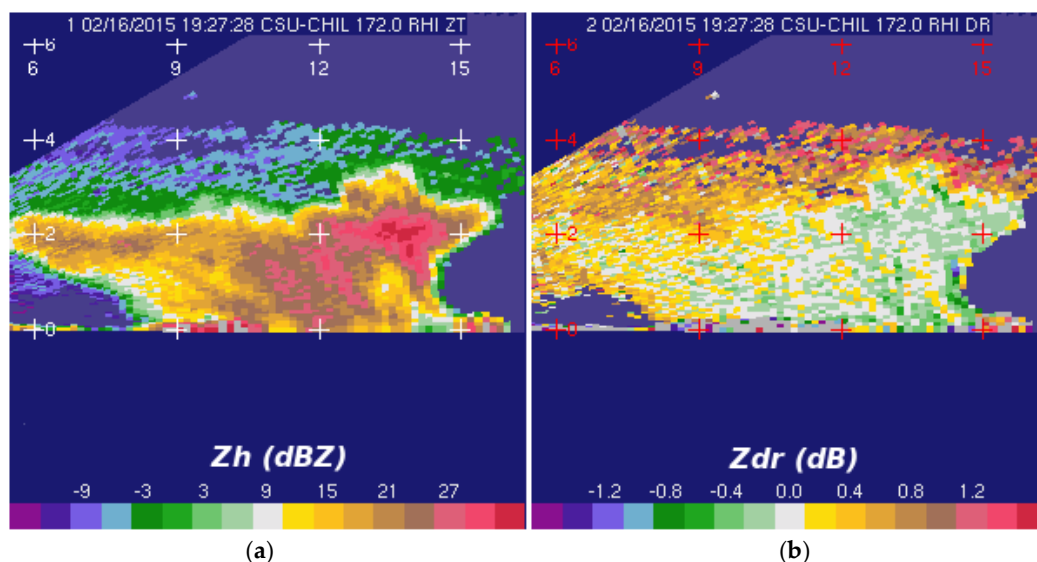 1 02/16/2015 19:27:28 CSU-CHIL 172.0 RHI ZT
6
6 9 12 15
4
2
0
Zh (dBZ)
-9 -3 3 9 15 21 27
(a)
2 02/16/2015 19:27:28 CSU-CHIL 172.0 RHI DR
6
6 9 12 15
4
2
0
Zdr (dB)
-1.2 -0.8 -0.4 0.0 0.4 0.8 1.2
(b)